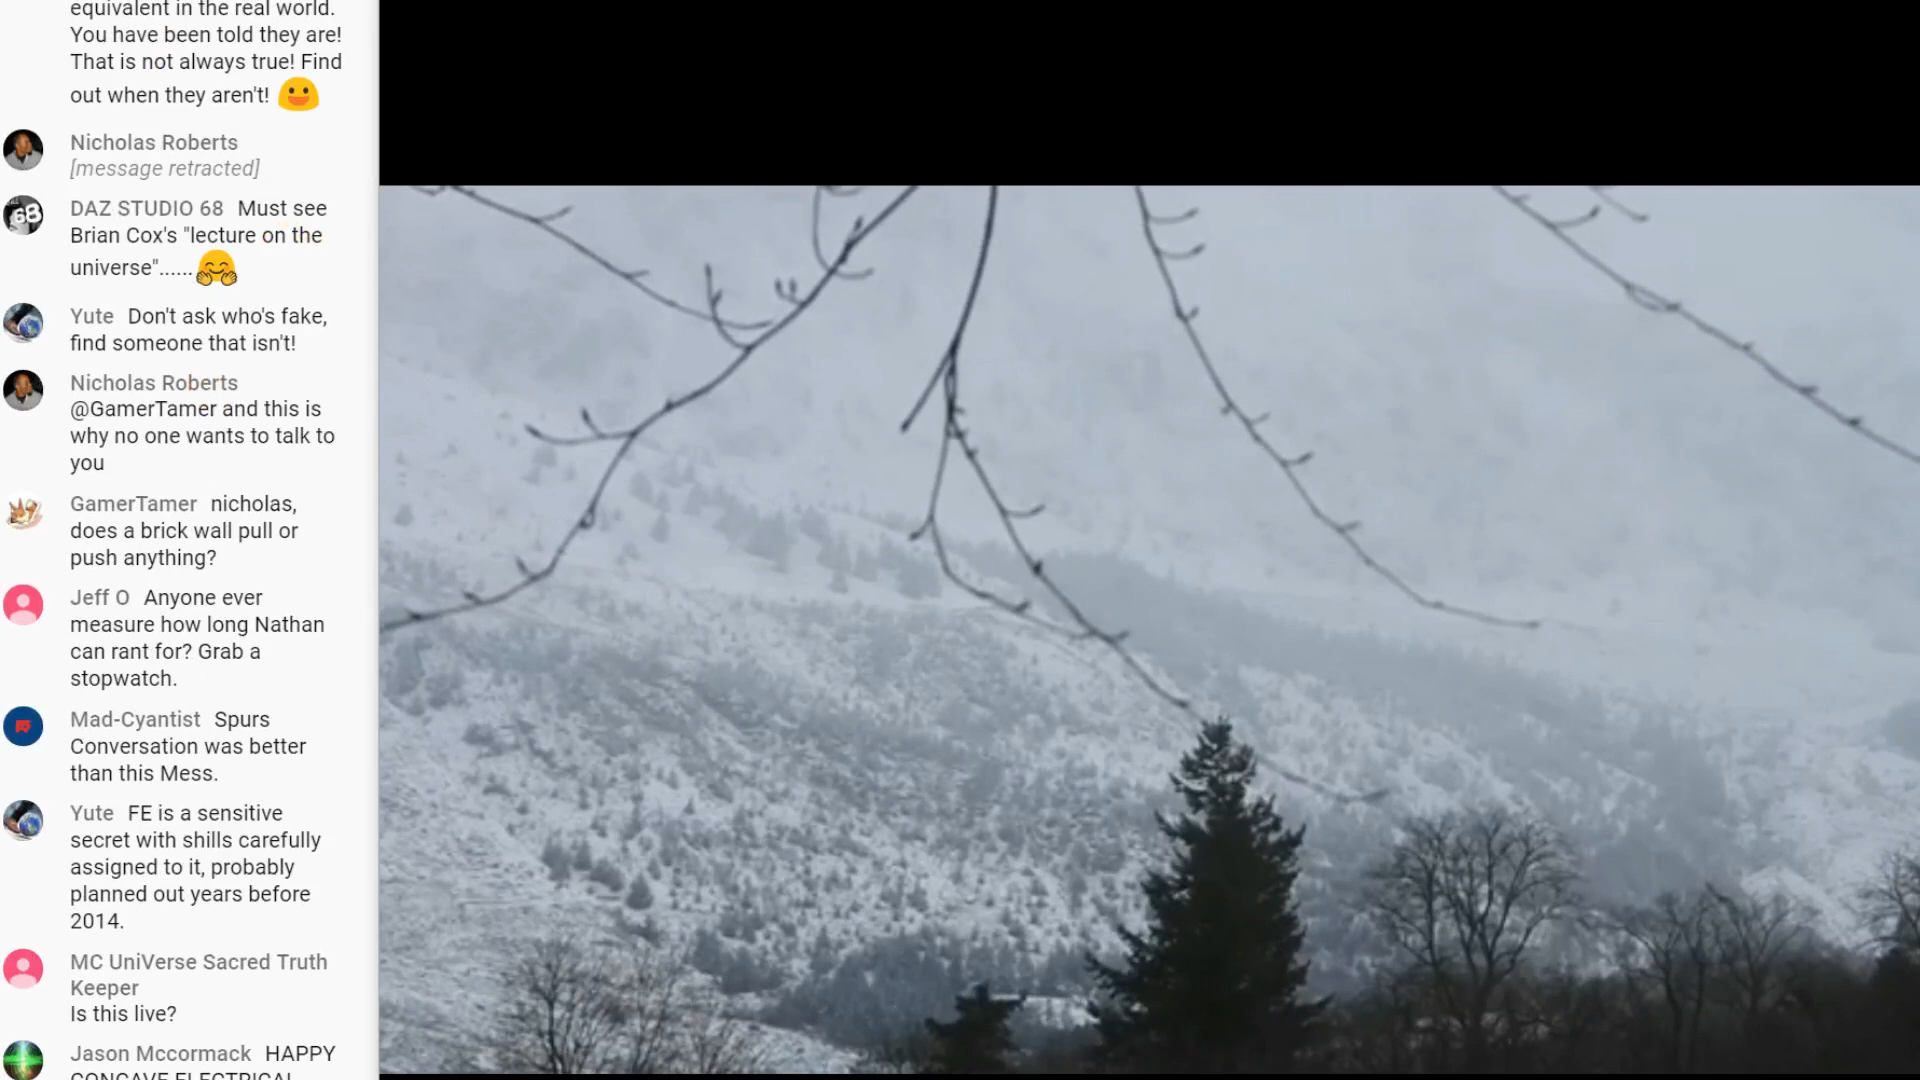 equivalent in the real world.
You have been told they are!
That is not always true! Find
out when they aren't!
Nicholas Roberts
[message retracted]
DAZ STUDIO 68 Must see
Brian Cox's "lecture on the
universe"......
Yute Don't ask who's fake,
find someone that isn't!
Nicholas Roberts
@GamerTamer and this is
why no one wants to talk to
you
GamerTamer nicholas,
does a brick wall pull or
push anything?
Jeff O Anyone ever
measure how long Nathan
can rant for? Grab a
stopwatch.
Mad-Cyantist Spurs
Conversation was better
than this Mess.
Yute FE is a sensitive
secret with shills carefully
assigned to it, probably
planned out years before
2014.
MC UniVerse Sacred Truth
Keeper
Is this live?
Jason Mccormack HAPPY
CONCAVE ELECTRICAL